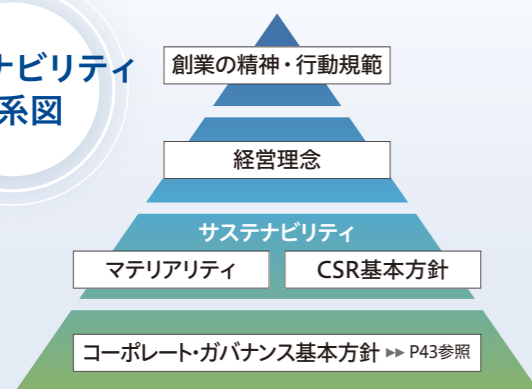 ナビリティ
系図
創業の精神・行動規範
経営理念
サステナビリティ
マテリアリティ
CSR基本方針
コーポレート・ガバナンス基本方針 ▶▶ P43参照